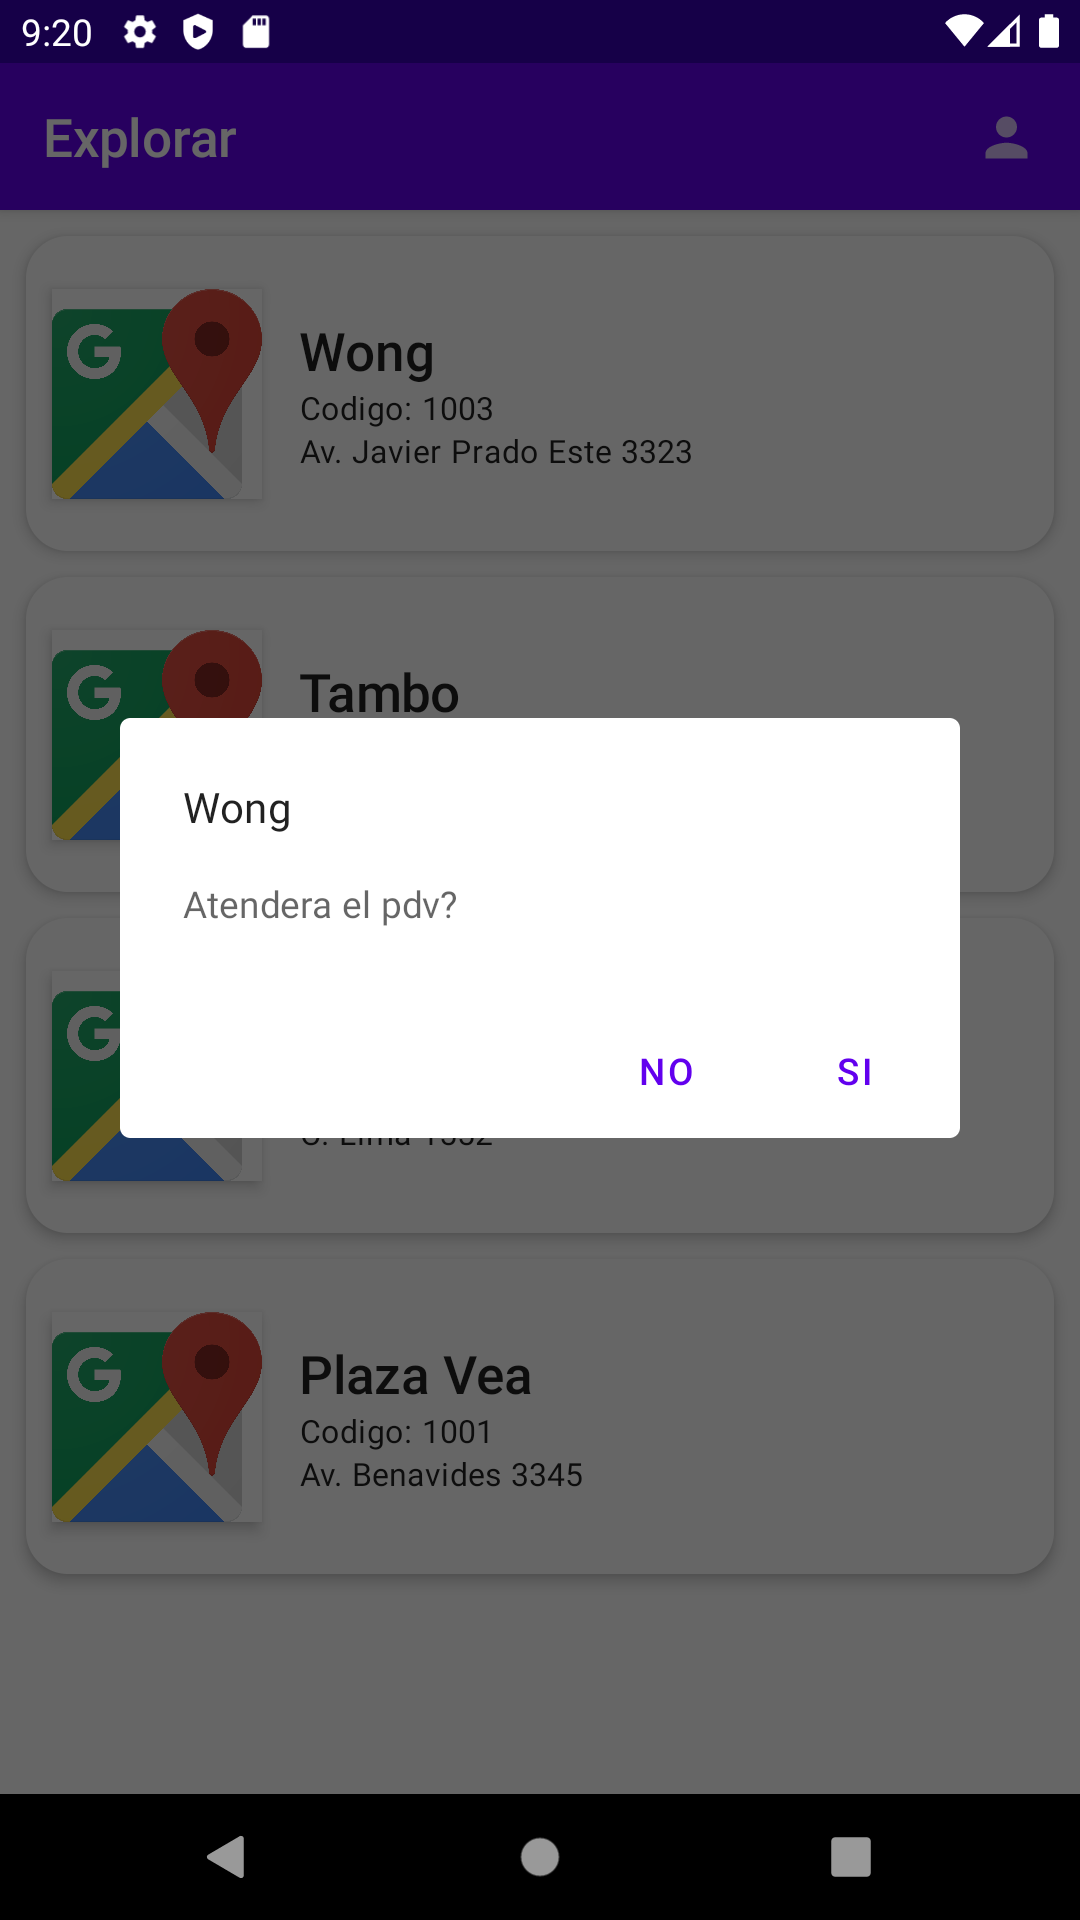 9:20
Explorar
Wong
Codigo: 1003
Av. Javier Prado Este 3323
Tambo
Wong
Atendera el pdv?
NO
SI
Plaza Vea
Codigo: 1001
Av. Benavides 3345